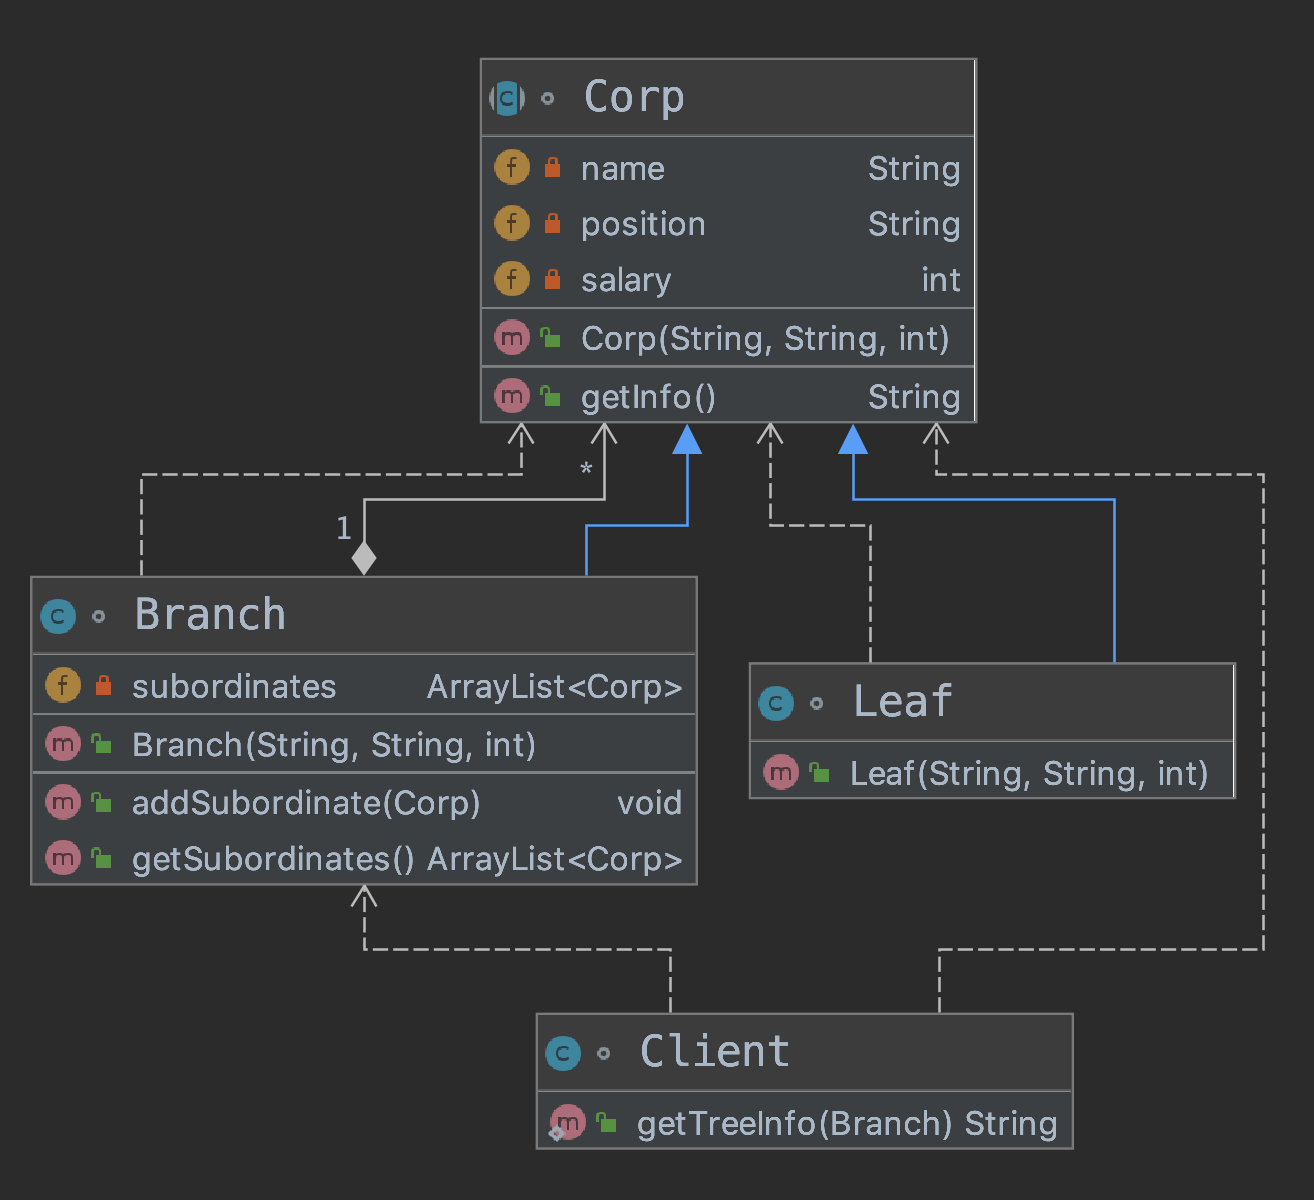 Corp
name String
position String
salary int
Corp(String, String, int)
getInfo() String
*
1
Branch
subordinates ArrayList<Corp>
Branch(String, String, int)
addSubordinate(Corp) void
getSubordinates() ArrayList<Corp>
Leaf
Leaf(String, String, int)
Client
getTreeInfo(Branch) String